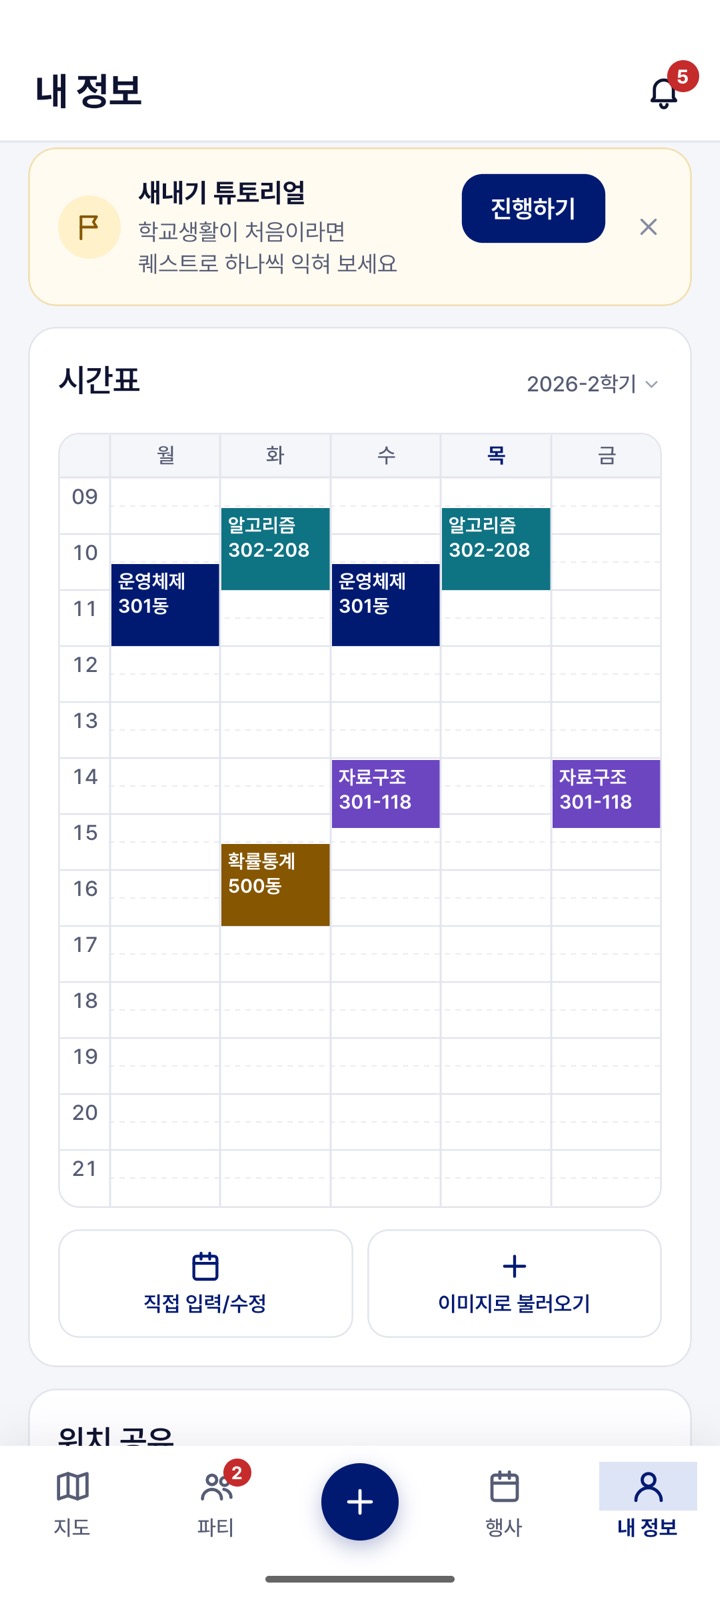 내 정보
5
새내기 튜토리얼
학교생활이 처음이라면
퀘스트로 하나씩 익혀 보세요
진행하기
시간표
2026-2학기
월 화 수 목 금
09
알고리즘
302-208
알고리즘
302-208
10
운영체제
301동
운영체제
301동
11
12
13
14
자료구조
301-118
자료구조
301-118
15
확률통계
500동
16
17
18
19
20
21
직접 입력/수정
이미지로 불러오기
위치 공유
지도
2
파티
행사
내 정보